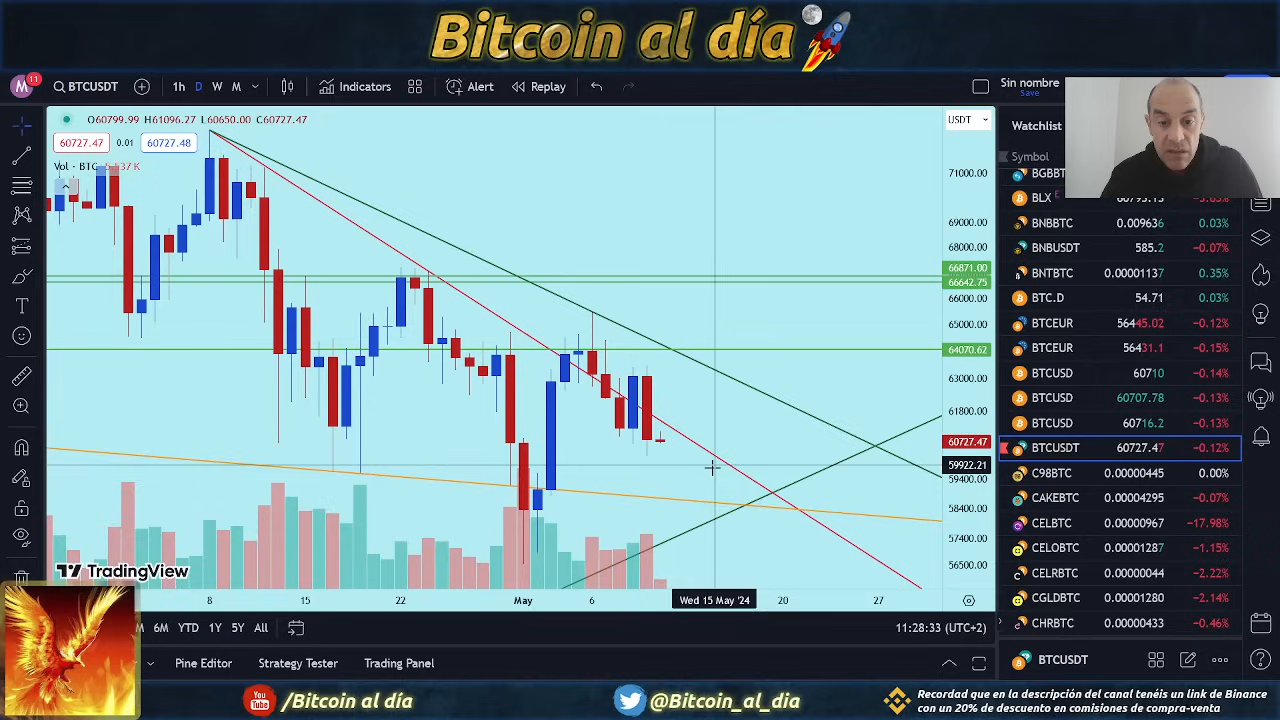 Bitcoin al día
M
11
BTCUSDT
1h D W M
Indicators
Alert
Replay
Sin nombre
Save
O60799.99 H61096.27 L60650.00 C60727.47
60727.47 0.01 60727.48
Vol · BTC
USDT
71000.00
69000.00
68000.00
66871.00
66642.75
66000.00
65000.00
64070.62
63000.00
61800.00
60727.47
59922.21
59400.00
58400.00
57400.00
56500.00
TradingView
8 15 22 May 6 Wed 15 May '24 20 27
6M YTD 1Y 5Y All
11:28:33 (UTC+2)
Pine Editor Strategy Tester Trading Panel
Watchlist
Symbol
BGBBT
BLX E
BNBBTC 0.009636 0.03%
BNBUSDT 585.2 −0.07%
BNTBTC 0.00001137 0.35%
BTC.D 54.71 0.03%
BTCEUR 56445.02 −0.12%
BTCEUR 56431.1 −0.15%
BTCUSD 60710 −0.14%
BTCUSD 60707.78 −0.13%
BTCUSD 60716.2 −0.13%
BTCUSDT 60727.47 −0.12%
C98BTC 0.00000445 0.00%
CAKEBTC 0.00004295 −0.07%
CELBTC 0.00000967 −17.98%
CELOBTC 0.00001287 −1.15%
CELRBTC 0.00000044 −2.22%
CGLDBTC 0.00001280 −2.14%
CHRBTC 0.00000433 −0.46%
BTCUSDT
You Tube /Bitcoin al día
@Bitcoin_al_dia
Recordad que en la descripción del canal tenéis un link de Binance
con un 20% de descuento en comisiones de compra-venta